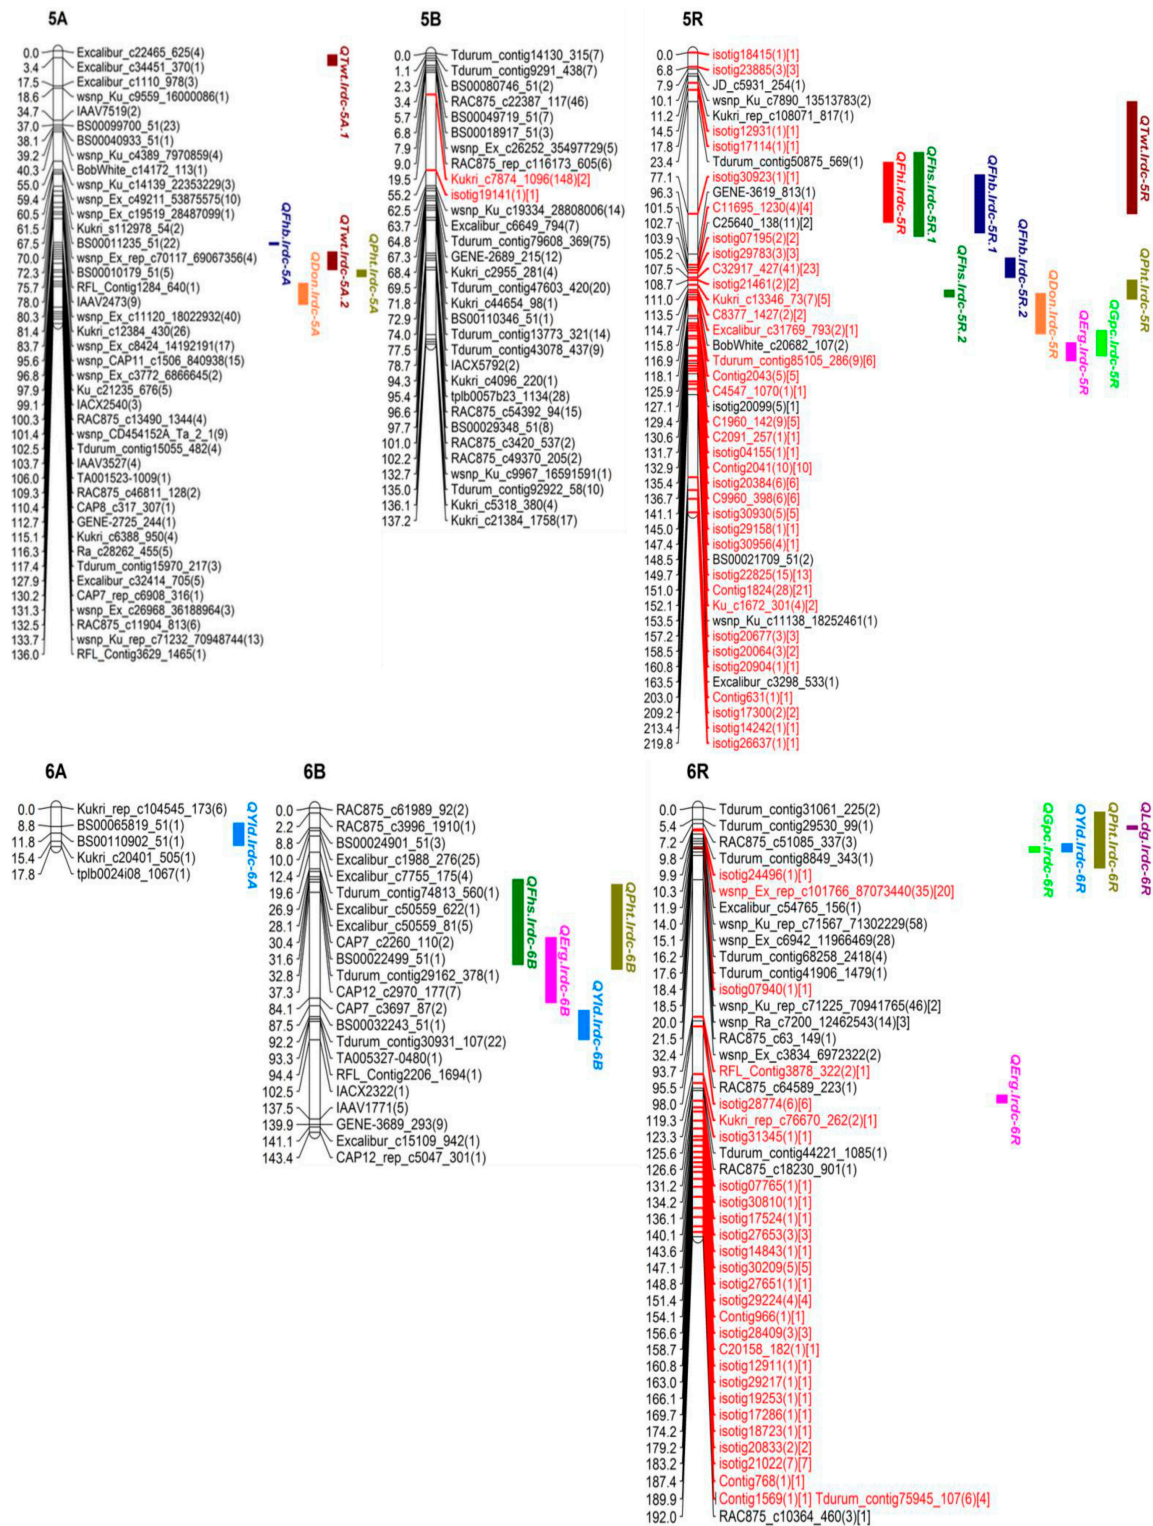 5A
0.0 Excalibur_c22465_625(4)
3.4 Excalibur_c34451_370(1)
17.5 Excalibur_c1110_978(3)
18.6 wsnp_Ku_c9559_16000086(1)
34.7 IAAV7519(2)
37.0 BS00099700_51(23)
38.1 BS00040933_51(1)
39.2 wsnp_Ku_c4389_7970859(4)
40.3 BobWhite_c14172_113(1)
55.0 wsnp_Ku_c14139_22353229(3)
59.4 wsnp_Ex_c49211_53875575(10)
60.5 wsnp_Ex_c19519_28487099(1)
61.5 Kukri_s112978_54(2)
67.5 BS00011235_51(22)
70.0 wsnp_Ex_rep_c70117_69067356(4)
72.3 BS00010179_51(5)
75.7 RFL_Contig1284_640(1)
78.0 IAAV2473(9)
80.3 wsnp_Ex_c11120_18022932(40)
81.4 Kukri_c12384_430(26)
83.7 wsnp_Ex_c8424_14192191(17)
95.6 wsnp_CAP11_c1506_840938(15)
96.8 wsnp_Ex_c3772_6866645(2)
97.9 Ku_c21235_676(5)
99.1 IACX2540(3)
100.3 RAC875_c13490_1344(4)
101.4 wsnp_CD454152A_Ta_2_1(9)
102.5 Tdurum_contig15055_482(4)
103.7 IAAV3527(4)
106.0 TA001523-1009(1)
109.3 RAC875_c46811_128(2)
110.4 CAP8_c317_307(1)
112.7 GENE-2725_244(1)
115.1 Kukri_c6388_950(4)
116.3 Ra_c28262_455(5)
117.4 Tdurum_contig15970_217(3)
127.9 Excalibur_c32414_705(5)
130.2 CAP7_rep_c6908_316(1)
131.3 wsnp_Ex_c26968_36188964(3)
132.5 RAC875_c11904_813(6)
133.7 wsnp_Ku_rep_c71232_70948744(13)
136.0 RFL_Contig3629_1465(1)
QTwt.lrdc-5A.1
QFhb.lrdc-5A
QDon.lrdc-5A
QTwt.lrdc-5A.2
QPht.lrdc-5A
5B
0.0 Tdurum_contig14130_315(7)
1.1 Tdurum_contig9291_438(7)
2.3 BS00080746_51(2)
3.4 RAC875_c22387_117(46)
5.7 BS00049719_51(7)
6.8 BS00018917_51(3)
7.9 wsnp_Ex_c26252_35497729(5)
9.0 RAC875_rep_c116173_605(6)
19.5 Kukri_c7874_1096(148)[2]
55.2 isotig19141(1)[1]
62.5 wsnp_Ku_c19334_28808006(14)
63.7 Excalibur_c6649_794(7)
64.8 Tdurum_contig79608_369(75)
67.3 GENE-2689_215(12)
68.4 Kukri_c2955_281(4)
69.5 Tdurum_contig47603_420(20)
71.8 Kukri_c44654_98(1)
72.9 BS00110346_51(1)
74.0 Tdurum_contig13773_321(14)
77.5 Tdurum_contig43078_437(9)
78.7 IACX5792(2)
94.3 Kukri_c4096_220(1)
95.4 tplb0057b23_1134(28)
96.6 RAC875_c54392_94(15)
97.7 BS00029348_51(8)
101.0 RAC875_c3420_537(2)
102.2 RAC875_c49370_205(2)
132.7 wsnp_Ku_c9967_16591591(1)
135.0 Tdurum_contig92922_58(10)
136.1 Kukri_c5318_380(4)
137.2 Kukri_c21384_1758(17)
5R
0.0 isotig18415(1)[1]
6.8 isotig23885(3)[3]
7.9 JD_c5931_254(1)
10.1 wsnp_Ku_c7890_13513783(2)
11.2 Kukri_rep_c108071_817(1)
14.5 isotig12931(1)[1]
17.8 isotig17114(1)[1]
23.4 Tdurum_contig50875_569(1)
77.1 isotig30923(1)[1]
96.3 GENE-3619_813(1)
101.5 C11695_1230(4)[4]
102.7 C25640_138(11)[2]
103.9 isotig07195(2)[2]
105.2 isotig29783(3)[3]
107.5 C32917_427(41)[23]
108.7 isotig21461(2)[2]
111.0 Kukri_c13346_73(7)[5]
113.5 C8377_1427(2)[2]
114.7 Excalibur_c31769_793(2)[1]
115.8 BobWhite_c20682_107(2)
116.9 Tdurum_contig85105_286(9)[6]
118.1 Contig2043(5)[5]
125.9 C4547_1070(1)[1]
127.1 isotig20099(5)[1]
129.4 C1960_142(9)[5]
130.6 C2091_257(1)[1]
131.7 isotig04155(1)[1]
132.9 Contig2041(10)[10]
135.4 isotig20384(6)[6]
136.7 C9960_398(6)[6]
141.1 isotig30930(5)[5]
145.0 isotig29158(1)[1]
147.4 isotig30956(4)[1]
148.5 BS00021709_51(2)
149.7 isotig22825(15)[13]
151.0 Contig1824(28)[21]
152.1 Ku_c1672_301(4)[2]
153.5 wsnp_Ku_c11138_18252461(1)
157.2 isotig20677(3)[3]
158.5 isotig20064(3)[2]
160.8 isotig20904(1)[1]
163.5 Excalibur_c3298_533(1)
203.0 Contig631(1)[1]
209.2 isotig17300(2)[2]
213.4 isotig14242(1)[1]
219.8 isotig26637(1)[1]
QFhi.lrdc-5R
QFhs.lrdc-5R.1
QFhs.lrdc-5R.2
QFhb.lrdc-5R.1
QFhb.lrdc-5R.2
QDon.lrdc-5R
QErg.lrdc-5R
QGpc.lrdc-5R
QTwt.lrdc-5R
QPht.lrdc-5R
6A
0.0 Kukri_rep_c104545_173(6)
8.8 BS00065819_51(1)
11.8 BS00110902_51(1)
15.4 Kukri_c20401_505(1)
17.8 tplb0024i08_1067(1)
QYld.lrdc-6A
6B
0.0 RAC875_c61989_92(2)
2.2 RAC875_c3996_1910(1)
8.8 BS00024901_51(3)
10.0 Excalibur_c1988_276(25)
12.4 Excalibur_c7755_175(4)
19.6 Tdurum_contig74813_560(1)
26.9 Excalibur_c50559_622(1)
28.1 Excalibur_c50559_81(5)
30.4 CAP7_c2260_110(2)
31.6 BS00022499_51(1)
32.8 Tdurum_contig29162_378(1)
37.3 CAP12_c2970_177(7)
84.1 CAP7_c3697_87(2)
87.5 BS00032243_51(1)
92.2 Tdurum_contig30931_107(22)
93.3 TA005327-0480(1)
94.4 RFL_Contig2206_1694(1)
102.5 IACX2322(1)
137.5 IAAV1771(5)
139.9 GENE-3689_293(9)
141.1 Excalibur_c15109_942(1)
143.4 CAP12_rep_c5047_301(1)
QFhs.lrdc-6B
QErg.lrdc-6B
QYld.lrdc-6B
QPht.lrdc-6B
6R
0.0 Tdurum_contig31061_225(2)
5.4 Tdurum_contig29530_99(1)
7.2 RAC875_c51085_337(3)
9.8 Tdurum_contig8849_343(1)
9.9 isotig24496(1)[1]
10.3 wsnp_Ex_rep_c101766_87073440(35)[20]
11.9 Excalibur_c54765_156(1)
14.0 wsnp_Ku_rep_c71567_71302229(58)
15.1 wsnp_Ex_c6942_11966469(28)
16.2 Tdurum_contig68258_2418(4)
17.6 Tdurum_contig41906_1479(1)
18.4 isotig07940(1)[1]
18.5 wsnp_Ku_rep_c71225_70941765(46)[2]
20.0 wsnp_Ra_c7200_12462543(14)[3]
21.5 RAC875_c63_149(1)
32.4 wsnp_Ex_c3834_6972322(2)
93.7 RFL_Contig3878_322(2)[1]
95.5 RAC875_c64589_223(1)
98.0 isotig28774(6)[6]
119.3 Kukri_rep_c76670_262(2)[1]
123.3 isotig31345(1)[1]
125.6 Tdurum_contig44221_1085(1)
126.6 RAC875_c18230_901(1)
131.2 isotig07765(1)[1]
134.2 isotig30810(1)[1]
136.1 isotig17524(1)[1]
140.1 isotig27653(3)[3]
143.6 isotig14843(1)[1]
147.1 isotig30209(5)[5]
148.8 isotig27651(1)[1]
151.4 isotig29224(4)[4]
154.1 Contig966(1)[1]
156.6 isotig28409(3)[3]
158.7 C20158_182(1)[1]
160.8 isotig12911(1)[1]
163.0 isotig29217(1)[1]
166.1 isotig19253(1)[1]
169.7 isotig17286(1)[1]
174.2 isotig18723(1)[1]
179.2 isotig20833(2)[2]
183.2 isotig21022(7)[7]
187.4 Contig768(1)[1]
189.9 Contig1569(1)[1] Tdurum_contig75945_107(6)[4]
192.0 RAC875_c10364_460(3)[1]
QGpc.lrdc-6R
QYld.lrdc-6R
QPht.lrdc-6R
QLdg.lrdc-6R
QErg.lrdc-6R